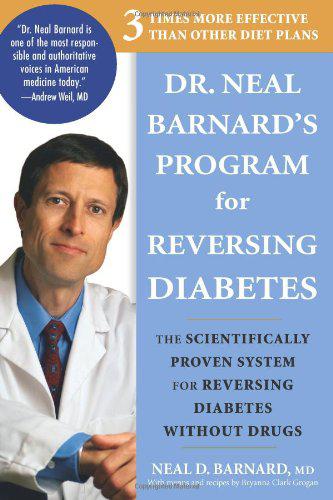 3 TIMES MORE EFFECTIVE
THAN OTHER DIET PLANS
"Dr. Neal Barnard is
one of the most respon-
sible and authoritative
voices in American
medicine today."
—Andrew Weil, MD
DR. NEAL
BARNARD'S
PROGRAM
for
REVERSING
DIABETES
THE SCIENTIFICALLY
PROVEN SYSTEM
FOR REVERSING
DIABETES
WITHOUT DRUGS
NEAL D. BARNARD, MD
With menus and recipes by Bryanna Clark Grogan